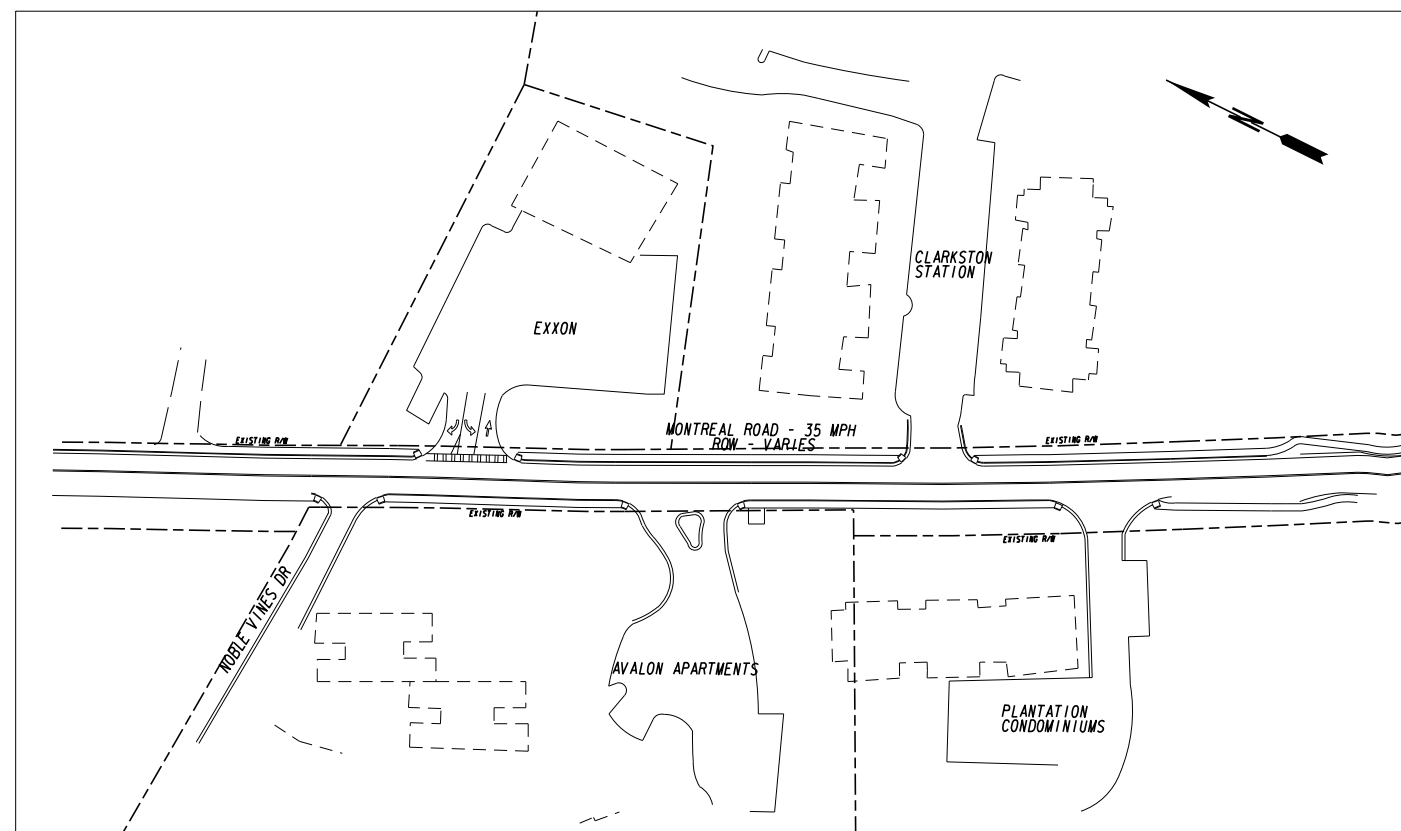 N
CLARKSTON
STATION
EXXON
MONTREAL ROAD - 35 MPH
ROW - VARIES
EXISTING R/W
EXISTING R/W
EXISTING R/W
EXISTING R/W
NOBLE VINES DR
AVALON APARTMENTS
PLANTATION
CONDOMINIUMS